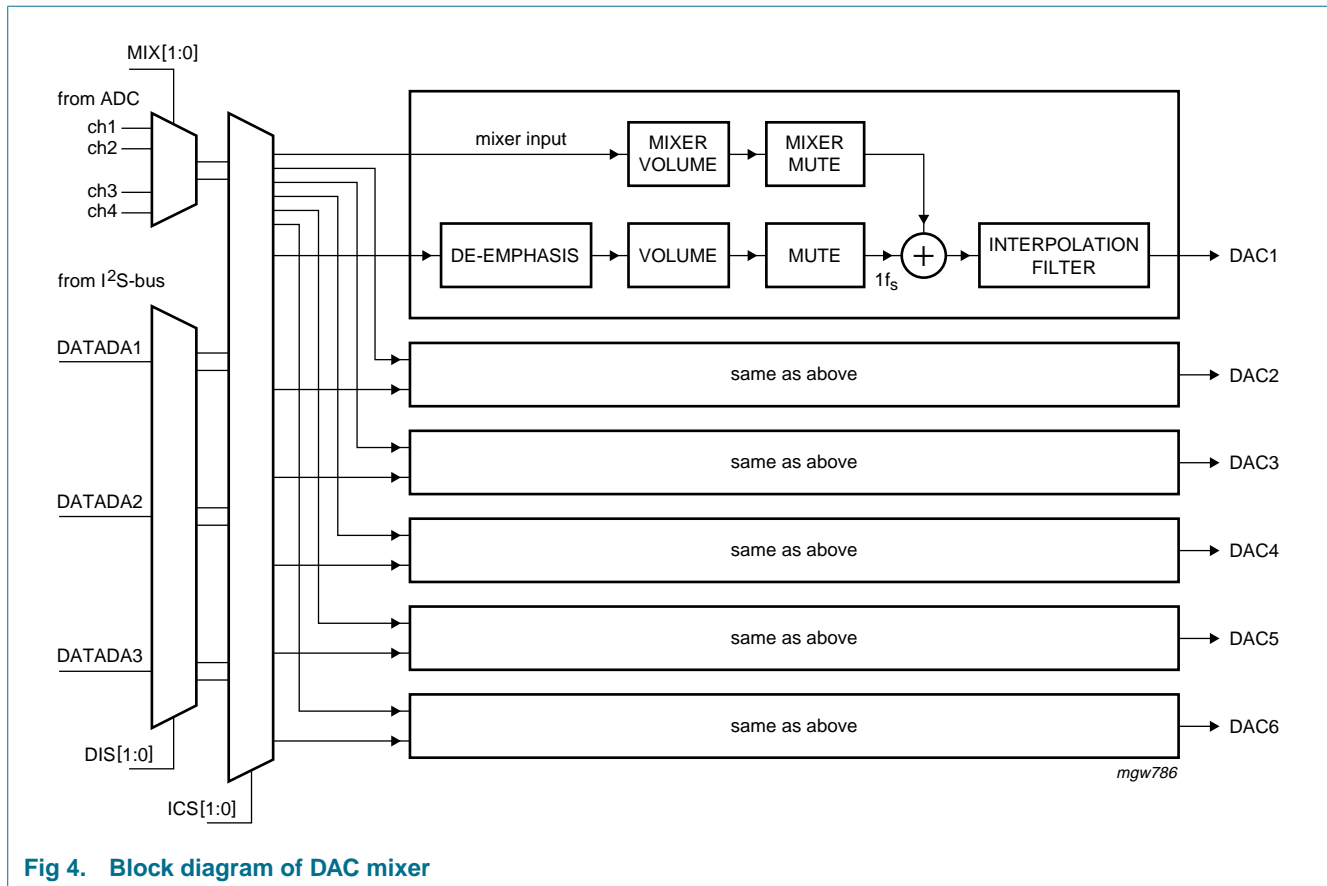 MIX[1:0]
from ADC
ch1
ch2
ch3
ch4
mixer input
MIXER
VOLUME
MIXER
MUTE
DE-EMPHASIS
VOLUME
MUTE
1fs
+
INTERPOLATION
FILTER
DAC1
from I²S-bus
DATADA1
same as above
DAC2
same as above
DAC3
DATADA2
same as above
DAC4
same as above
DAC5
DATADA3
same as above
DAC6
DIS[1:0]
mgw786
ICS[1:0]
Fig 4. Block diagram of DAC mixer